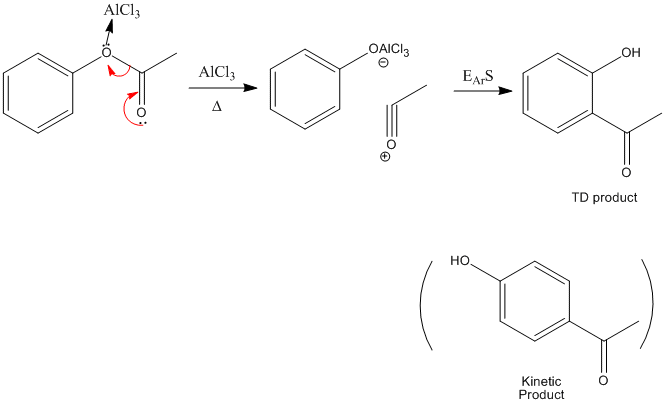 AlCl3
O
O
AlCl3
Δ
OAlCl3
⊖
O
⊕
EArS
OH
O
TD product
HO
O
Kinetic
Product